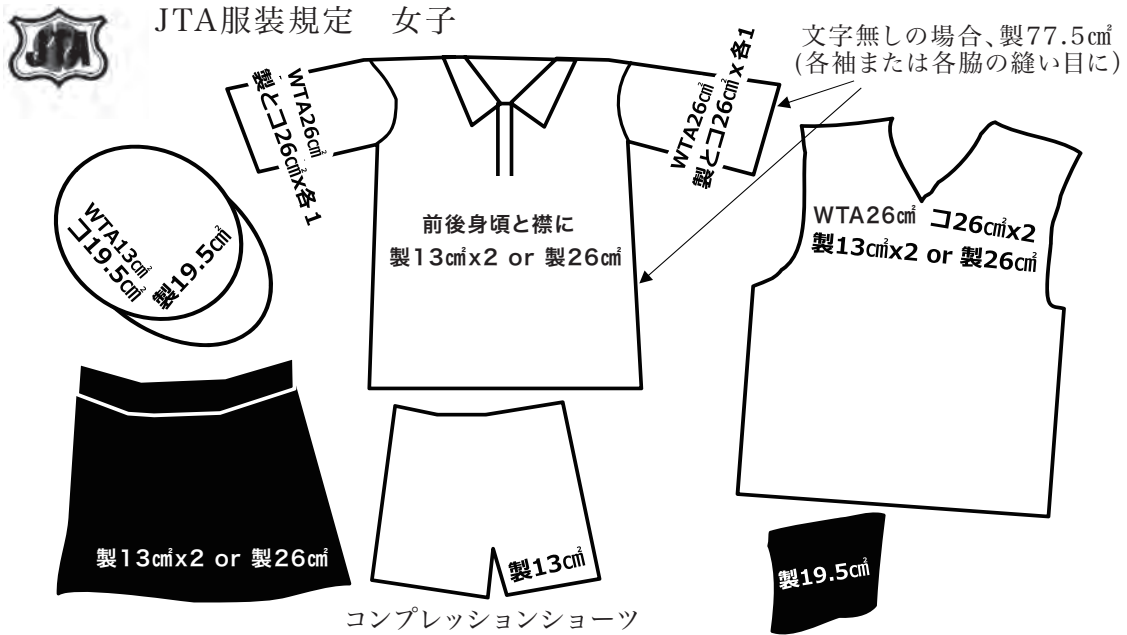 JTA
JTA服装規定 女子
文字無しの場合、製77.5㎠
(各袖または各脇の縫い目に)
WTA26㎠
製とコ26㎠x各1
WTA26㎠
製とコ26㎠x各1
WTA13㎠
コ19.5㎠
製19.5㎠
前後身頃と襟に
製13㎠x2 or 製26㎠
WTA26㎠ コ26㎠x2
製13㎠x2 or 製26㎠
製13㎠x2 or 製26㎠
製13㎠
コンプレッションショーツ
製19.5㎠